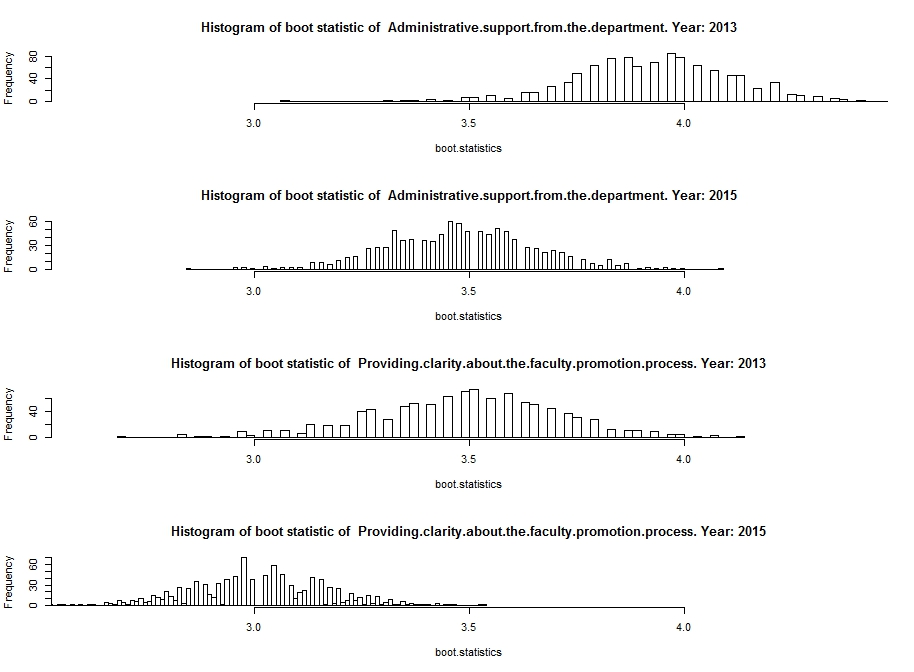 Histogram of boot statistic of  Administrative.support.from.the.department. Year: 2013
Frequency
0 40 80
3.0 3.5 4.0
boot.statistics
Histogram of boot statistic of  Administrative.support.from.the.department. Year: 2015
Frequency
0 30 60
3.0 3.5 4.0
boot.statistics
Histogram of boot statistic of  Providing.clarity.about.the.faculty.promotion.process. Year: 2013
Frequency
0 40
3.0 3.5 4.0
boot.statistics
Histogram of boot statistic of  Providing.clarity.about.the.faculty.promotion.process. Year: 2015
Frequency
0 30 60
3.0 3.5 4.0
boot.statistics